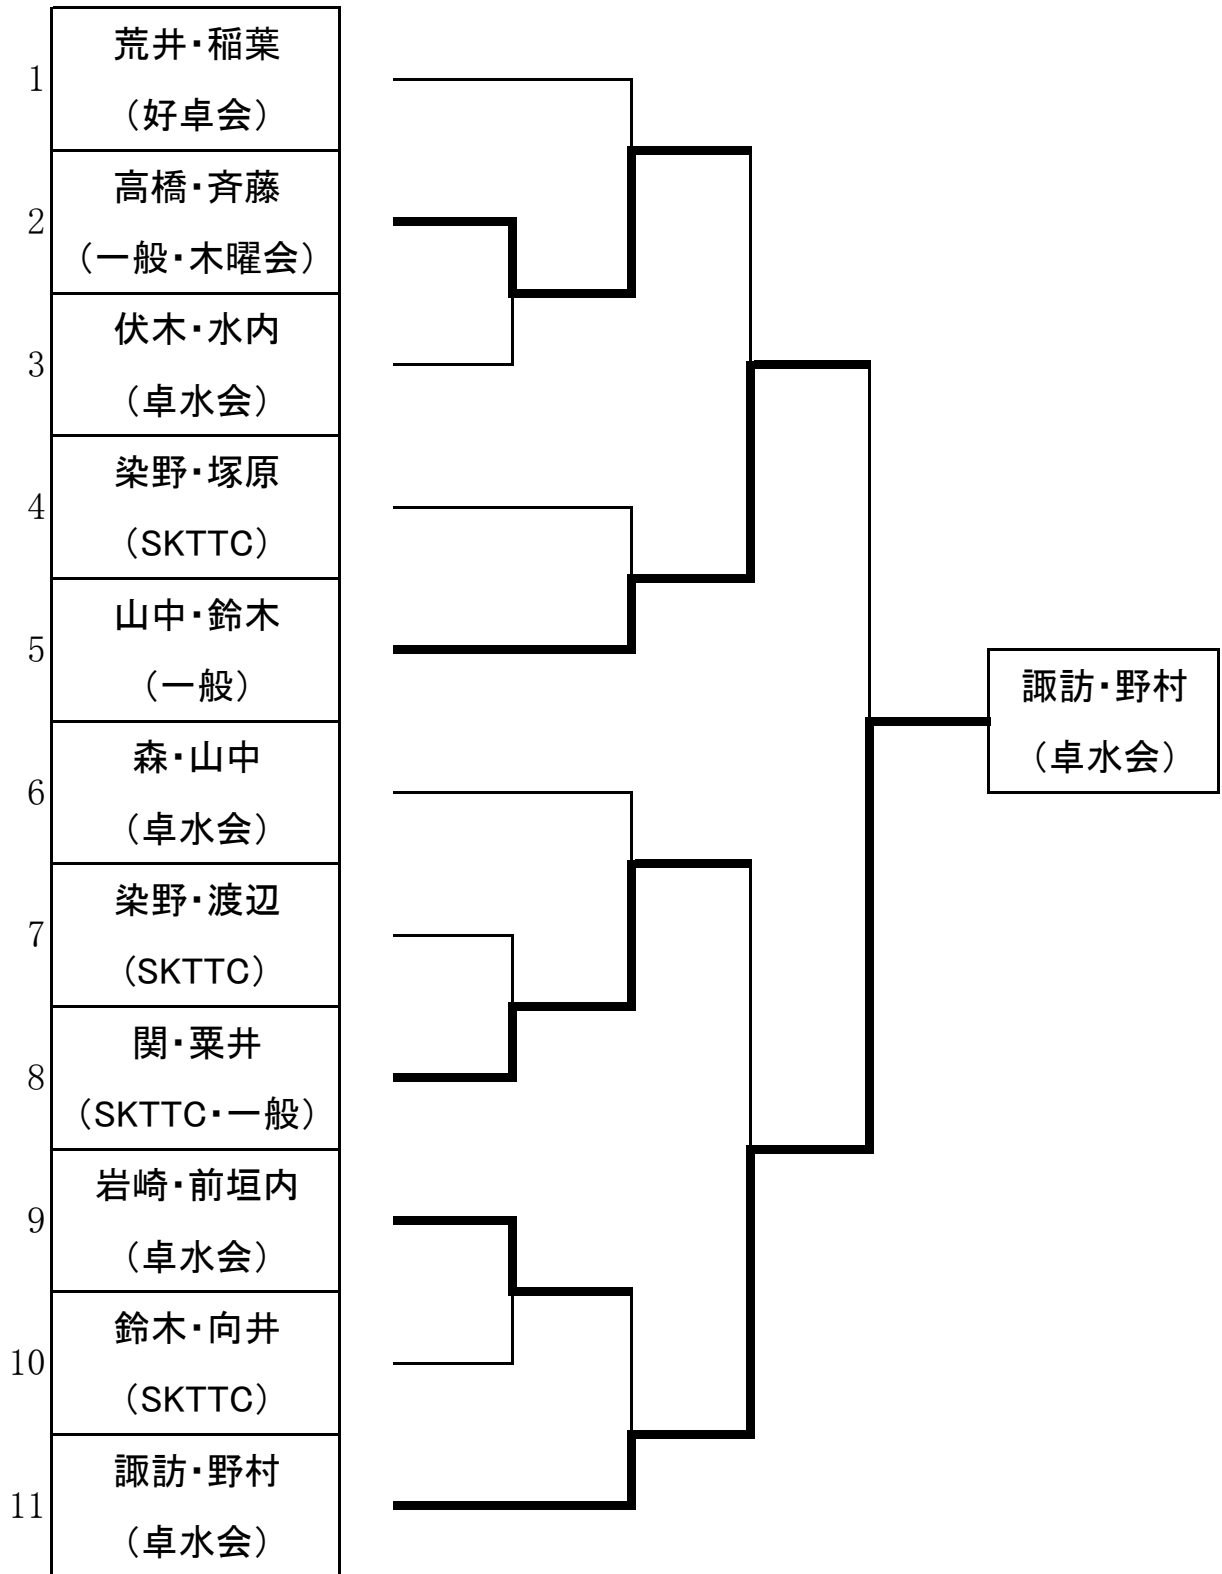 荒井・稲葉
1
（好卓会）
高橋・斉藤
2
（一般・木曜会）
伏木・水内
3
（卓水会）
染野・塚原
4
（SKTTC）
山中・鈴木
5
（一般）
森・山中
6
（卓水会）
染野・渡辺
7
（SKTTC）
関・粟井
8
（SKTTC・一般）
岩崎・前垣内
9
（卓水会）
鈴木・向井
10
（SKTTC）
諏訪・野村
11
（卓水会）
諏訪・野村
（卓水会）